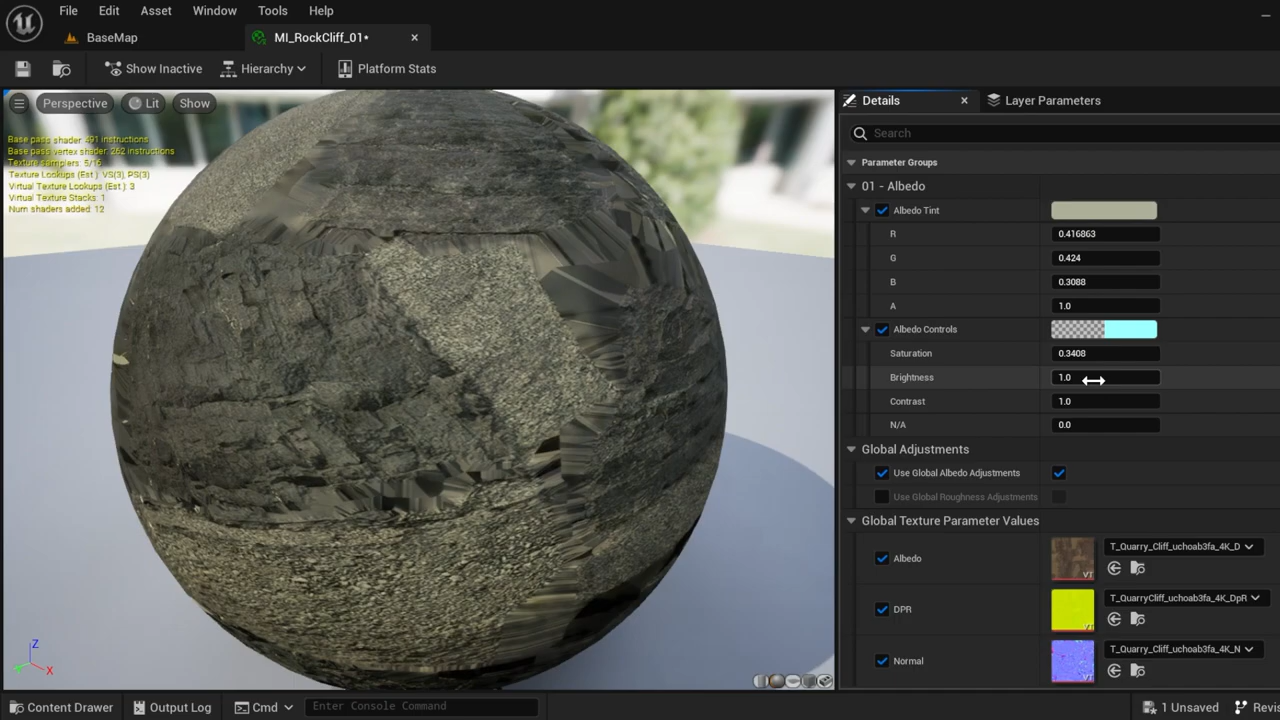 File Edit Asset Window Tools Help
BaseMap MI_RockCliff_01*
Show Inactive Hierarchy Platform Stats
Perspective Lit Show
Details Layer Parameters
Base pass shader: 491 instructions
Base pass vertex shader: 262 instructions
Texture samplers: 5/16
Texture Lookups (Est.): VS(3), PS(3)
Virtual Texture Lookups (Est.): 3
Virtual Texture Stacks: 1
Num shaders added: 12
Search
Parameter Groups
01 - Albedo
Albedo Tint
R 0.416863
G 0.424
B 0.3088
A 1.0
Albedo Controls
Saturation 0.3408
Brightness 1.0
Contrast 1.0
N/A 0.0
Global Adjustments
Use Global Albedo Adjustments
Use Global Roughness Adjustments
Global Texture Parameter Values
Albedo VT T_Quarry_Cliff_uchoab3fa_4K_D
DPR VT T_QuarryCliff_uchoab3fa_4K_DpR
Normal VT T_Quarry_Cliff_uchoab3fa_4K_N
Z
X
Content Drawer Output Log Cmd Enter Console Command 1 Unsaved Revis